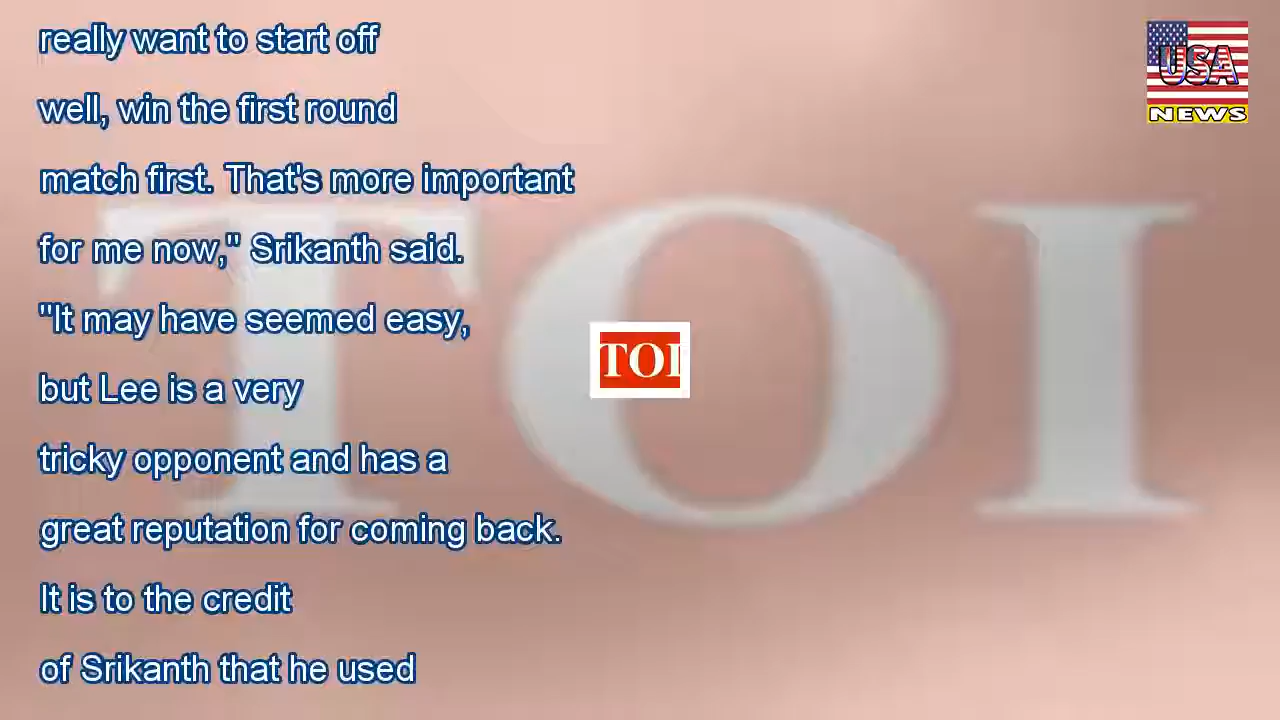 really want to start off
well, win the first round
match first. That's more important
for me now," Srikanth said.
"It may have seemed easy,
but Lee is a very
tricky opponent and has a
great reputation for coming back.
It is to the credit
of Srikanth that he used
USA
NEWS
TOI
TOI